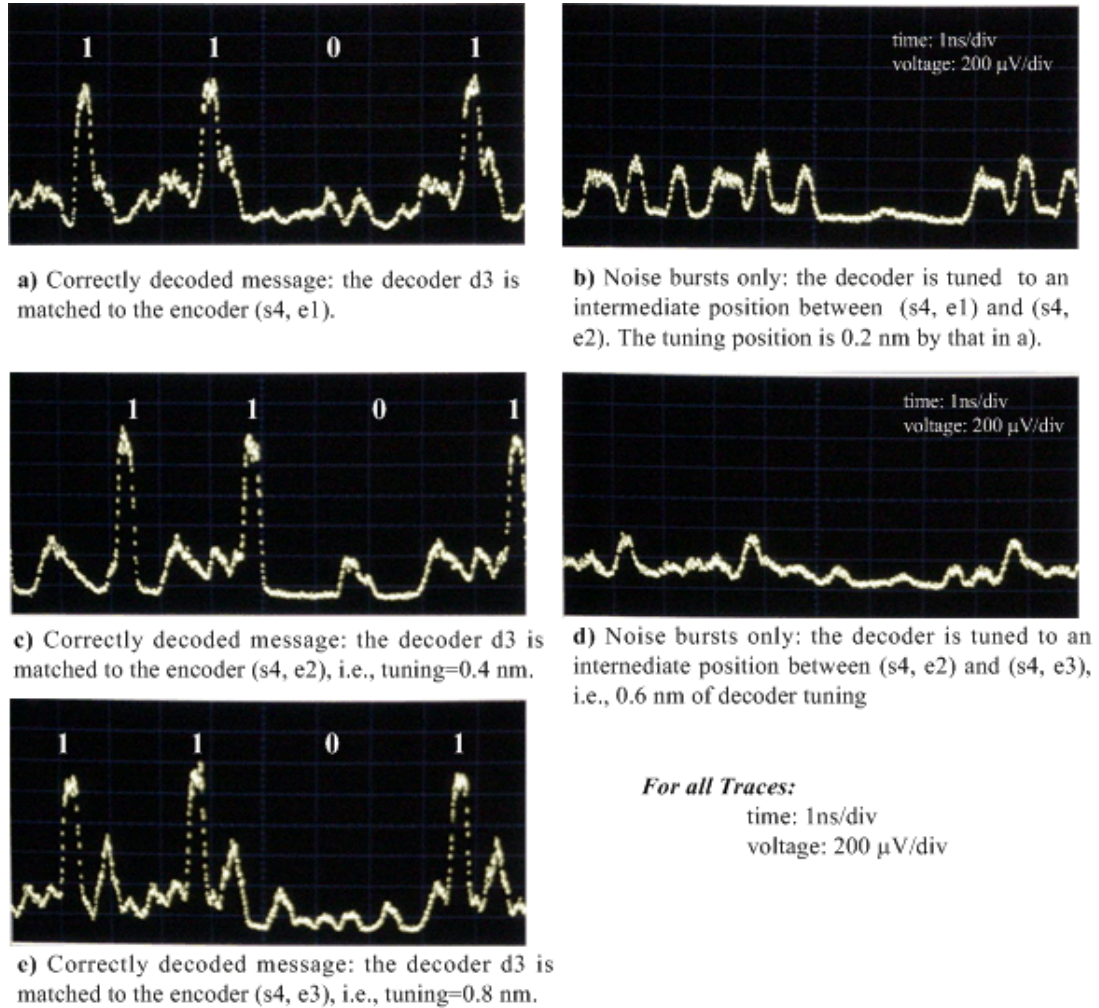 1 1 0 1
time: 1ns/div
voltage: 200 µV/div
a) Correctly decoded message: the decoder d3 is
matched to the encoder (s4, e1).
b) Noise bursts only: the decoder is tuned to an
intermediate position between (s4, e1) and (s4,
e2). The tuning position is 0.2 nm by that in a).
1 1 0 1
time: 1ns/div
voltage: 200 µV/div
c) Correctly decoded message: the decoder d3 is
matched to the encoder (s4, e2), i.e., tuning=0.4 nm.
d) Noise bursts only: the decoder is tuned to an
internediate position between (s4, e2) and (s4, e3),
i.e., 0.6 nm of decoder tuning
1 1 0 1
For all Traces:
time: 1ns/div
voltage: 200 µV/div
e) Correctly decoded message: the decoder d3 is
matched to the encoder (s4, e3), i.e., tuning=0.8 nm.